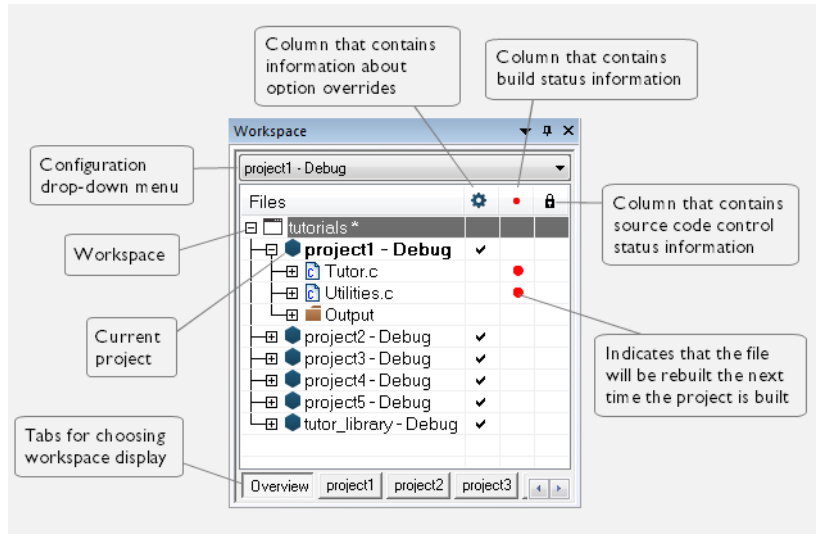 Column that contains
information about
option overrides
Column that contains
build status information
Workspace
Configuration
drop-down menu
project1 - Debug
Files
Column that contains
source code control
status information
tutorials *
Workspace
project1 - Debug
Tutor.c
Utilities.c
Output
Current
project
project2 - Debug
project3 - Debug
project4 - Debug
project5 - Debug
tutor_library - Debug
Indicates that the file
will be rebuilt the next
time the project is built
Tabs for choosing
workspace display
Overview project1 project2 project3